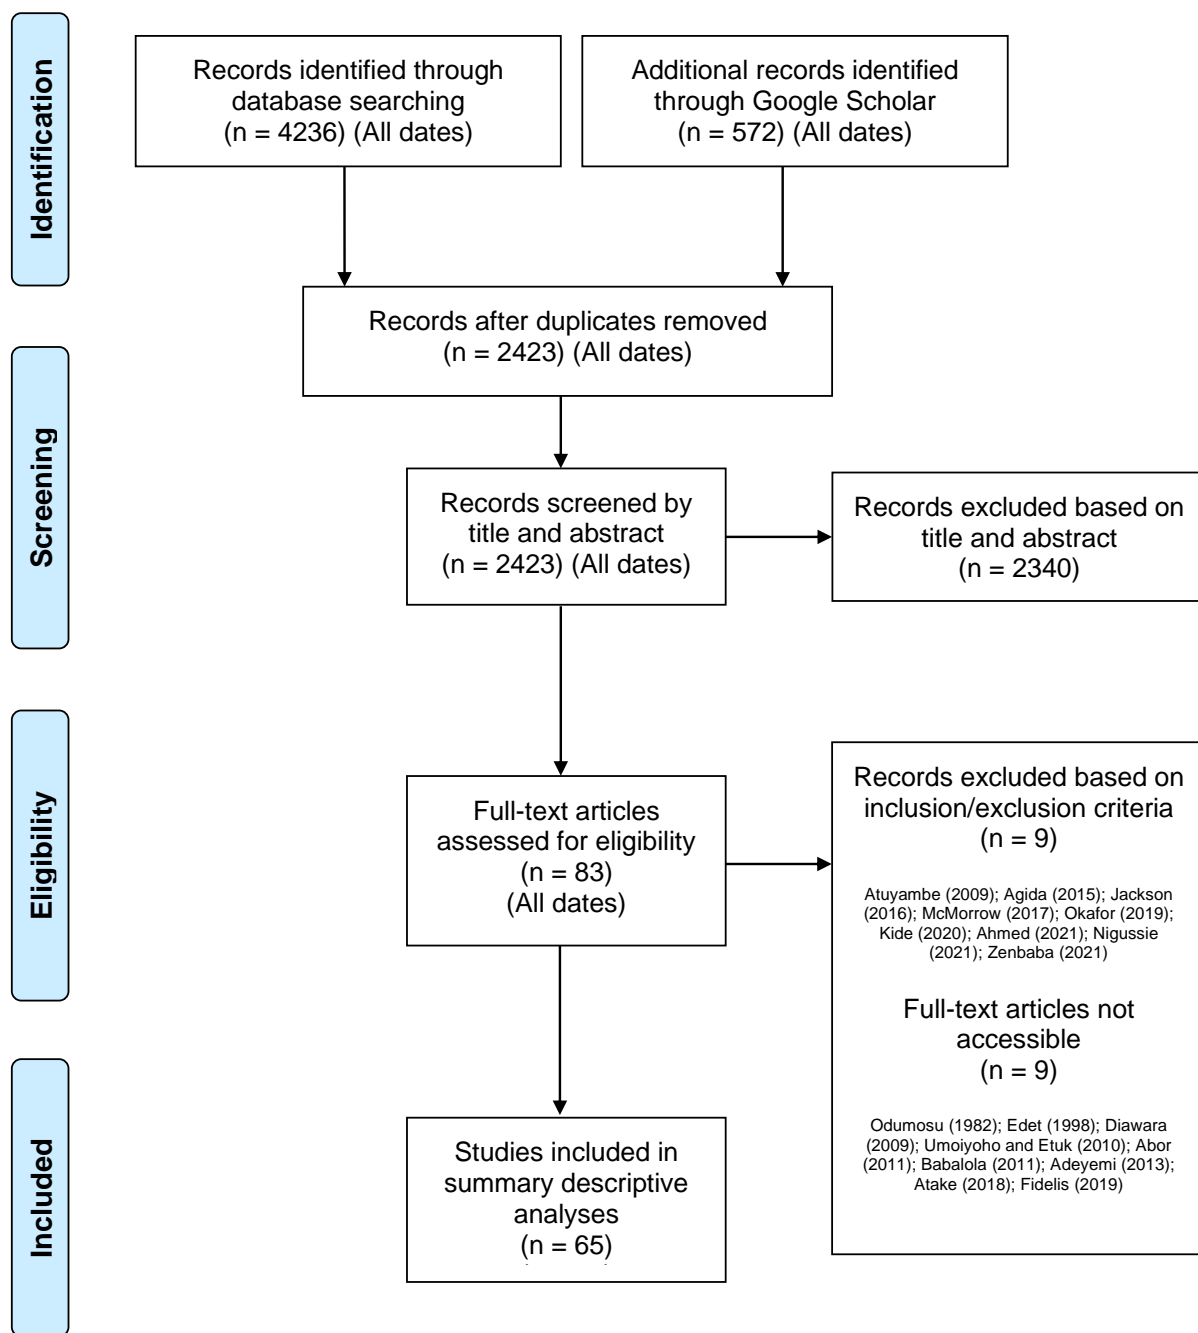 Identification
Records identified through
database searching
(n = 4236) (All dates)
Additional records identified
through Google Scholar
(n = 572) (All dates)
Records after duplicates removed
(n = 2423) (All dates)
Screening
Records screened by
title and abstract
(n = 2423) (All dates)
Records excluded based on
title and abstract
(n = 2340)
Eligibility
Full-text articles
assessed for eligibility
(n = 83)
(All dates)
Records excluded based on
inclusion/exclusion criteria
(n = 9)
Atuyambe (2009); Agida (2015); Jackson
(2016); McMorrow (2017); Okafor (2019);
Kide (2020); Ahmed (2021); Nigussie
(2021); Zenbaba (2021)
Full-text articles not
accessible
(n = 9)
Odumosu (1982); Edet (1998); Diawara
(2009); Umoiyoho and Etuk (2010); Abor
(2011); Babalola (2011); Adeyemi (2013);
Atake (2018); Fidelis (2019)
Included
Studies included in
summary descriptive
analyses
(n = 65)